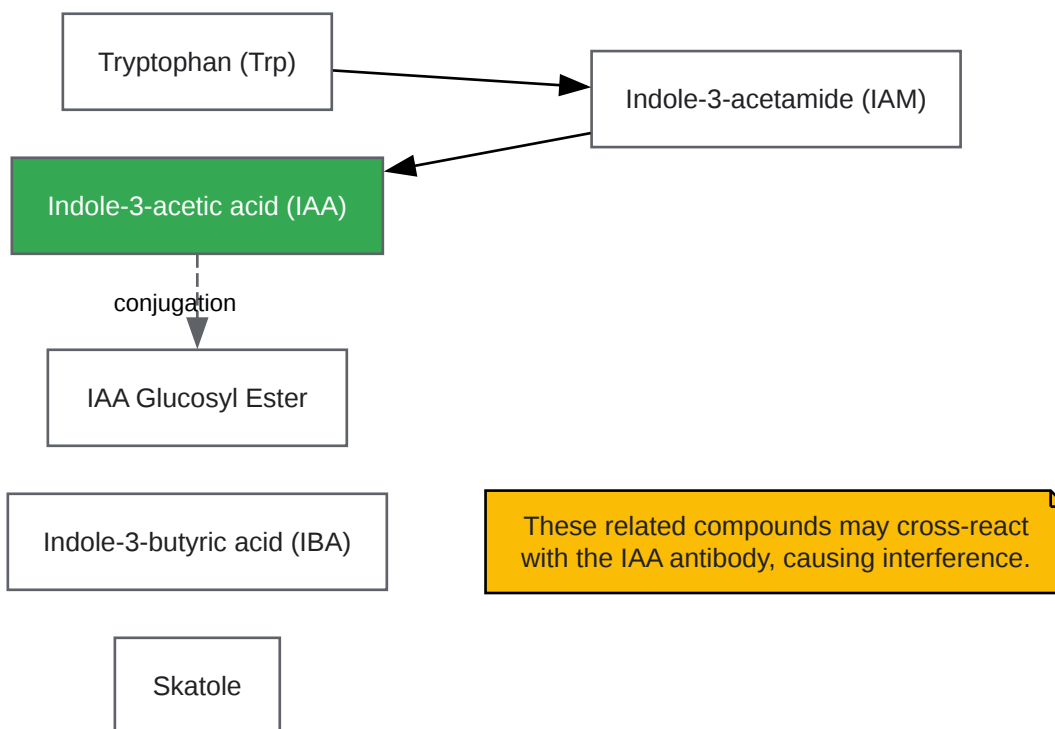 Tryptophan (Trp)
Indole-3-acetamide (IAM)
Indole-3-acetic acid (IAA)
conjugation
IAA Glucosyl Ester
Indole-3-butyric acid (IBA)
These related compounds may cross-react
with the IAA antibody, causing interference.
Skatole